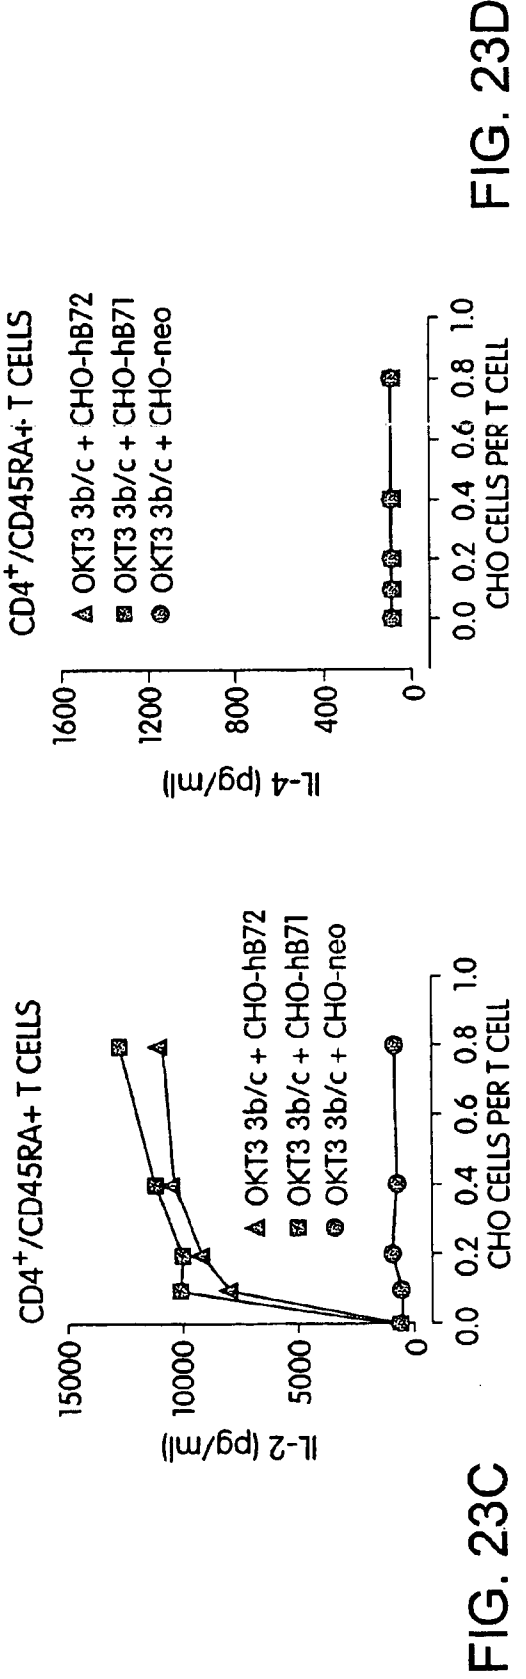 CD4+/CD45RA+ T CELLS
15000
10000
5000
0
IL-2 (pg/ml)
OKT3 3b/c + CHO-hB72
OKT3 3b/c + CHO-hB71
OKT3 3b/c + CHO-neo
0.0 0.2 0.4 0.6 0.8 1.0
CHO CELLS PER T CELL
FIG. 23C
CD4+/CD45RA+ T CELLS
1600
1200
800
400
0
IL-4 (pg/ml)
OKT3 3b/c + CHO-hB72
OKT3 3b/c + CHO-hB71
OKT3 3b/c + CHO-neo
0.0 0.2 0.4 0.6 0.8 1.0
CHO CELLS PER T CELL
FIG. 23D